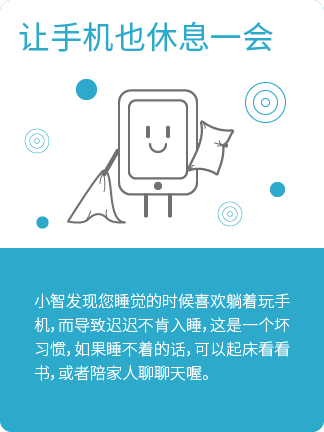 让手机也休息一会
小智发现您睡觉的时候喜欢躺着玩手
机，而导致迟迟不肯入睡，这是一个坏
习惯，如果睡不着的话，可以起床看看
书，或者陪家人聊聊天喔。